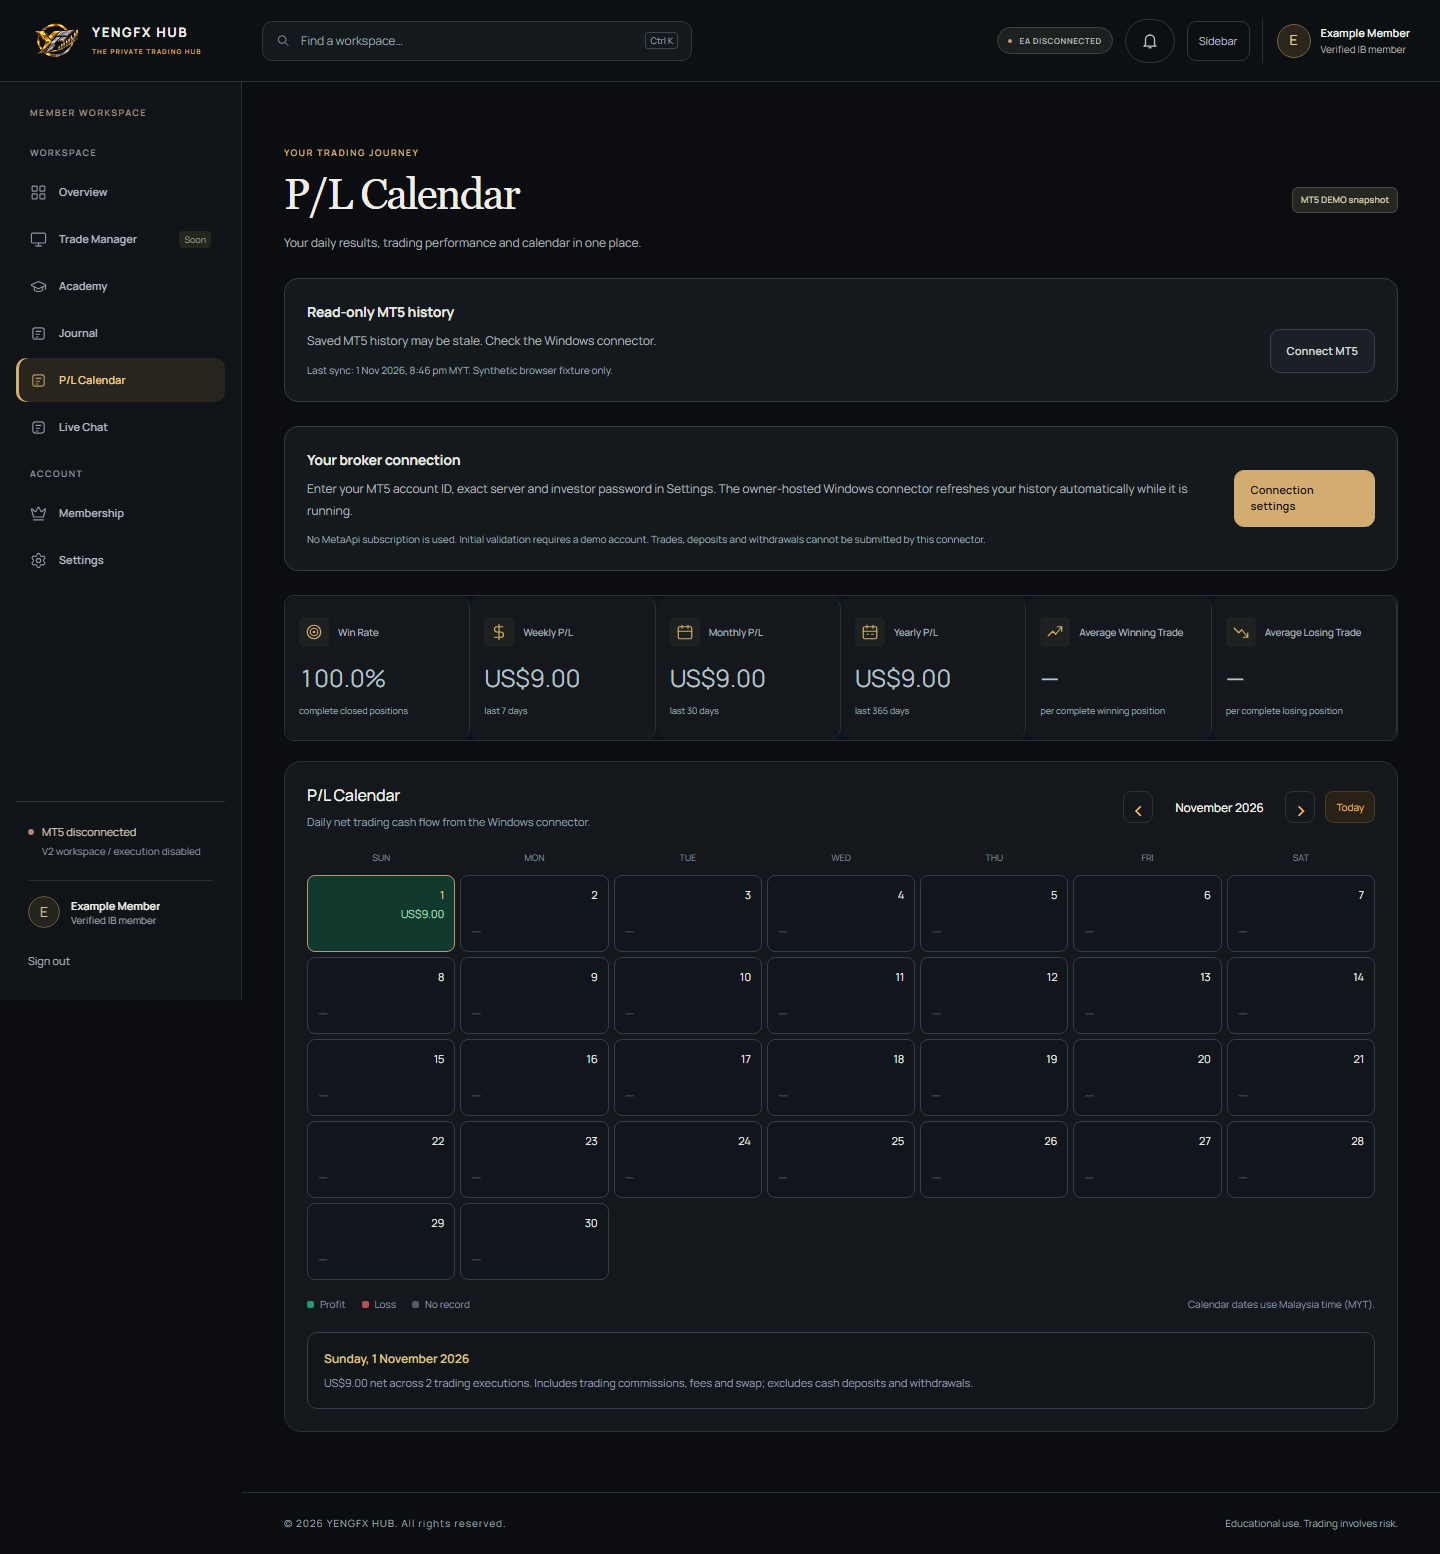 YENGFX HUB
THE PRIVATE TRADING HUB
Find a workspace...
Ctrl K
EA DISCONNECTED
Sidebar
E
Example Member
Verified IB member
MEMBER WORKSPACE
WORKSPACE
Overview
Trade Manager
Soon
Academy
Journal
P/L Calendar
Live Chat
ACCOUNT
Membership
Settings
MT5 disconnected
V2 workspace / execution disabled
E
Example Member
Verified IB member
Sign out
YOUR TRADING JOURNEY
P/L Calendar
MT5 DEMO snapshot
Your daily results, trading performance and calendar in one place.
Read-only MT5 history
Saved MT5 history may be stale. Check the Windows connector.
Last sync: 1 Nov 2026, 8:46 pm MYT. Synthetic browser fixture only.
Connect MT5
Your broker connection
Enter your MT5 account ID, exact server and investor password in Settings. The owner-hosted Windows connector refreshes your history automatically while it is
running.
No MetaApi subscription is used. Initial validation requires a demo account. Trades, deposits and withdrawals cannot be submitted by this connector.
Connection
settings
Win Rate
100.0%
complete closed positions
Weekly P/L
US$9.00
last 7 days
Monthly P/L
US$9.00
last 30 days
Yearly P/L
US$9.00
last 365 days
Average Winning Trade
—
per complete winning position
Average Losing Trade
—
per complete losing position
P/L Calendar
Daily net trading cash flow from the Windows connector.
November 2026
Today
SUN MON TUE WED THU FRI SAT
1 2 3 4 5 6 7
US$9.00 — — — — — —
8 9 10 11 12 13 14
— — — — — — —
15 16 17 18 19 20 21
— — — — — — —
22 23 24 25 26 27 28
— — — — — — —
29 30
— —
Profit Loss No record
Calendar dates use Malaysia time (MYT).
Sunday, 1 November 2026
US$9.00 net across 2 trading executions. Includes trading commissions, fees and swap; excludes cash deposits and withdrawals.
© 2026 YENGFX HUB. All rights reserved.
Educational use. Trading involves risk.